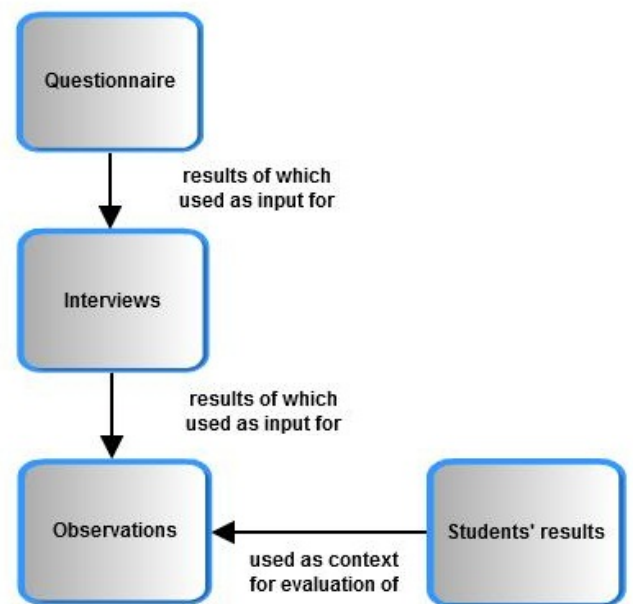 Questionnaire
results of which
used as input for
Interviews
results of which
used as input for
Observations
Students' results
used as context
for evaluation of